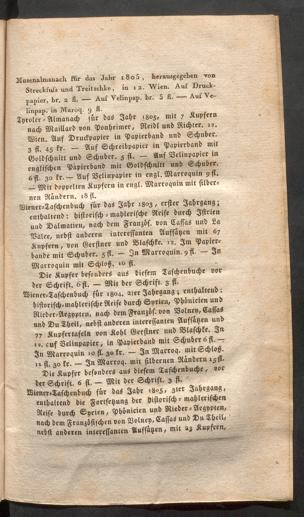 Musenalmanach für das Jahr 1805, herausgegeben von
Streckfuß und Treitschke, in 12. Wien. Auf Druck-
papier, br. 2 fl. — Auf Velinpap. br. 5 fl. — Auf Ve-
linpap. in Maroq. 9 fl.
Tyroler-Almanach für das Jahr 1805, mit 7 Kupfern
nach Maillard von Ponheimer, Neidl und Richter, 12.
Wien. Auf Druckpapier in Papierband und Schuber.
3 fl. 45 kr. — Auf Schreibpapier in Papierband mit
Goldschnitt und Schuber. 5 fl. — Auf Velinpapier in
englischen Papierband mit Goldschnitt und Schuber.
6 fl. 30 kr. — Auf Velinpapier in engl. Marroquin 9 fl.
— Mit doppelten Kupfern in engl. Marroquin mit silber-
nen Rändern, 18 fl.
Wiener-Taschenbuch für das Jahr 1803, erster Jahrgang;
enthaltend: historisch-mahlerische Reise durch Istrien
und Dalmatien, nach dem Französ. von Cassas und La
Valee, nebst anderen interessanten Aufsätzen mit 67
Kupfern, von Gerstner und Blaschke. 12. Im Papier-
bande mit Schuber. 5 fl. — In Marroquin. 9 fl. — In
Marroquin mit Schloß, 10 fl.
Die Kupfer besonders aus diesem Taschenbuche vor
der Schrift, 6 fl. — Mit der Schrift. 3 fl.
Wiener-Taschenbuch für 1804, 2ter Jahrgang; enthaltend:
historisch-mahlerische Reise durch Syrien, Phönicien und
Nieder-Aegypten, nach dem Französ. von Volney, Cassas
und Du Theil, nebst anderen interessanten Aufsätzen und
77 Kupfertafeln von Kohl Gerstner und Blaschke. In
12. auf Velinpapier, in Papierband mit Schuber 6 fl. —
In Marroquin 10 fl. 30 kr. — In Marroq. mit Schloß.
12 fl. 30 kr. — In Marroq. mit silbernen Rändern 15 fl.
Die Kupfer besonders aus diesem Taschenbuche, vor
der Schrift. 6 fl. — Mit der Schrift. 3 fl.
Wiener-Taschenbuch für das Jahr 1805, 3ter Jahrgang,
enthaltend die Fortsetzung der historisch-mahlerischen
Reise durch Syrien, Phönicien und Nieder-Aegypten,
nach dem Französischen von Volney, Cassas und Du Theil,
nebst anderen interessanten Aufsätzen, mit 23 Kupfern,